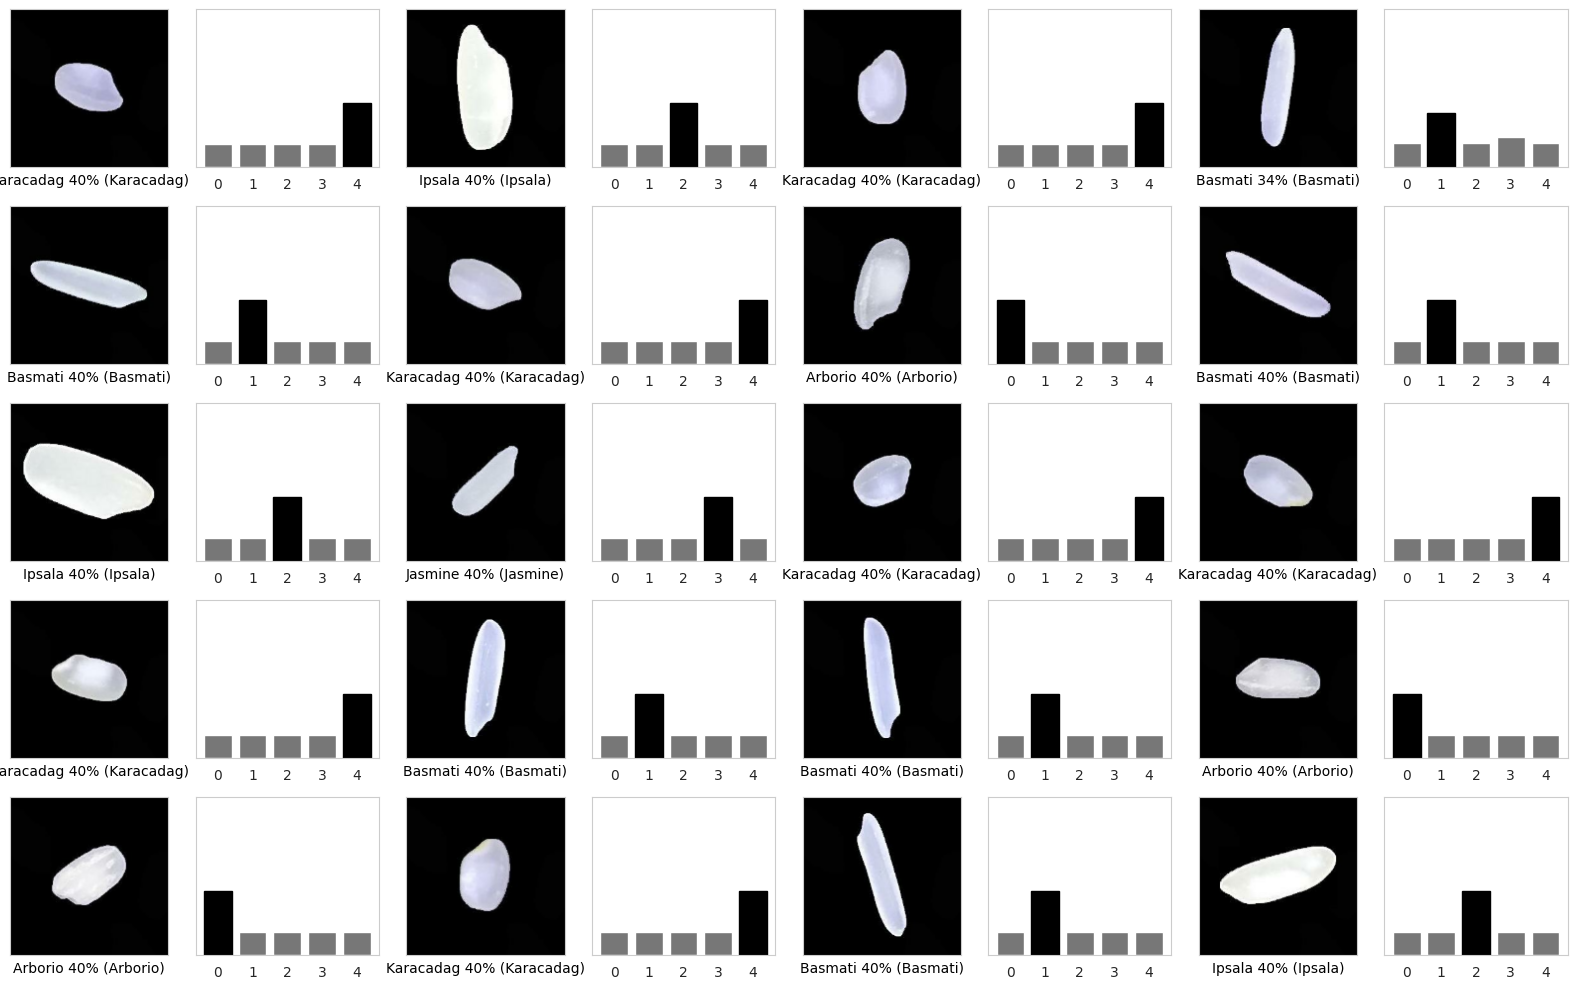 aracadag 40% (Karacadag)
0 1 2 3 4
Ipsala 40% (Ipsala)
0 1 2 3 4
Karacadag 40% (Karacadag)
0 1 2 3 4
Basmati 34% (Basmati)
0 1 2 3 4
Basmati 40% (Basmati)
0 1 2 3 4
Karacadag 40% (Karacadag)
0 1 2 3 4
Arborio 40% (Arborio)
0 1 2 3 4
Basmati 40% (Basmati)
0 1 2 3 4
Ipsala 40% (Ipsala)
0 1 2 3 4
Jasmine 40% (Jasmine)
0 1 2 3 4
Karacadag 40% (Karacadag)
0 1 2 3 4
Karacadag 40% (Karacadag)
0 1 2 3 4
aracadag 40% (Karacadag)
0 1 2 3 4
Basmati 40% (Basmati)
0 1 2 3 4
Basmati 40% (Basmati)
0 1 2 3 4
Arborio 40% (Arborio)
0 1 2 3 4
Arborio 40% (Arborio)
0 1 2 3 4
Karacadag 40% (Karacadag)
0 1 2 3 4
Basmati 40% (Basmati)
0 1 2 3 4
Ipsala 40% (Ipsala)
0 1 2 3 4